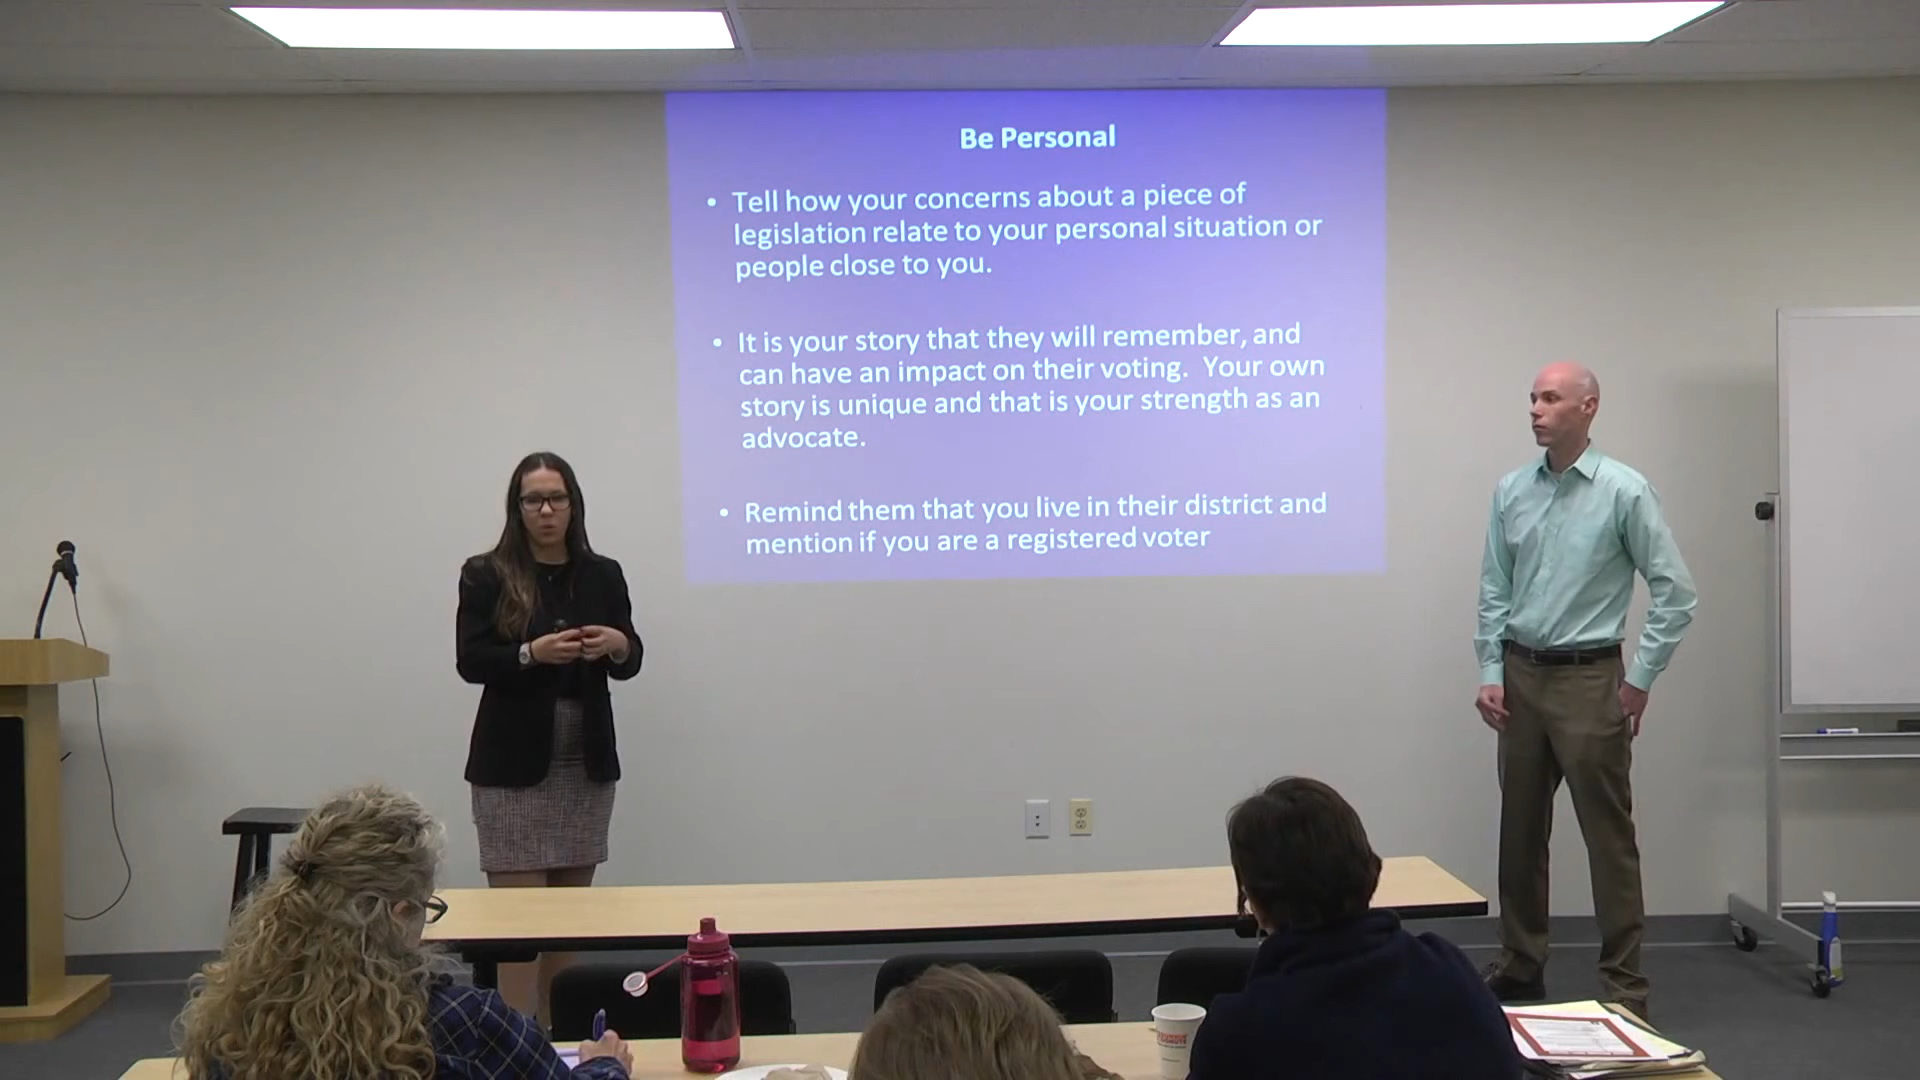 Be Personal
• Tell how your concerns about a piece of
legislation relate to your personal situation or
people close to you.
• It is your story that they will remember, and
can have an impact on their voting.  Your own
story is unique and that is your strength as an
advocate.
• Remind them that you live in their district and
mention if you are a registered voter